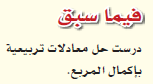 فيما سبق
درست حل معادلات تربيعية
بإكمال المربع.